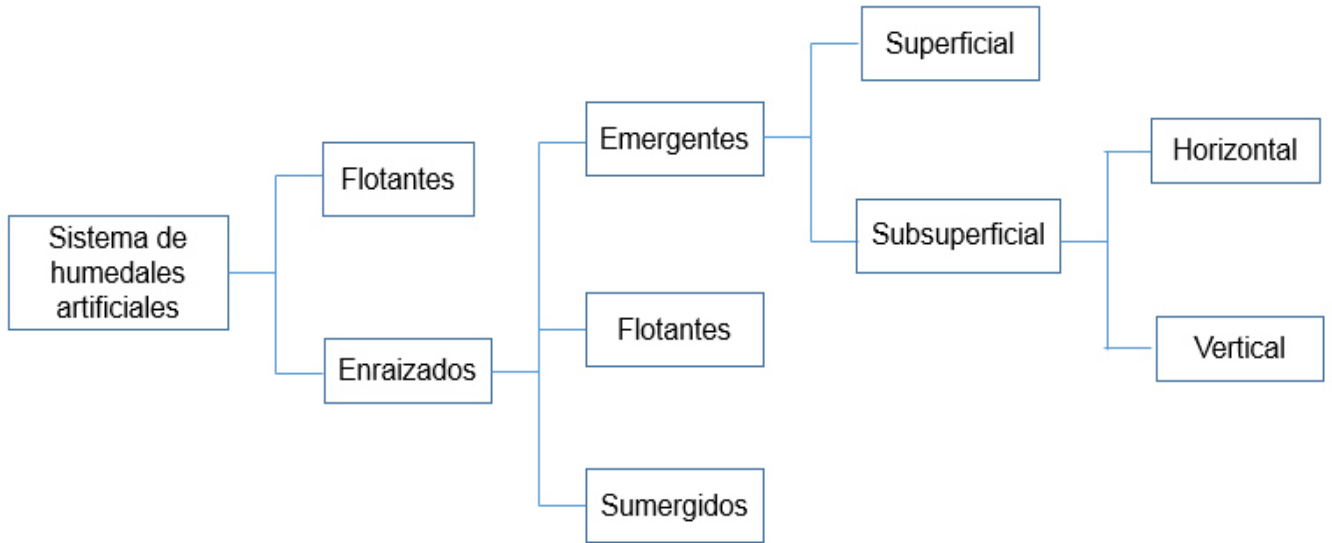 Sistema de
humedales
artificiales
Flotantes
Enraizados
Emergentes
Flotantes
Sumergidos
Superficial
Subsuperficial
Horizontal
Vertical